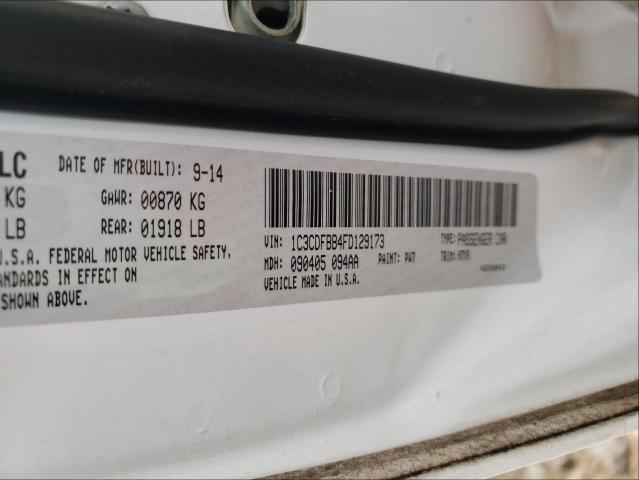 LC DATE OF MFR(BUILT): 9-14
KG GAWR: 00870 KG
LB REAR: 01918 LB
U.S.A. FEDERAL MOTOR VEHICLE SAFETY,
ANDARDS IN EFFECT ON
SHOWN ABOVE.
VIN: 1C3CDFBB4FD129173 TYPE: PASSENGER CAR
MDH: 090405 094AA PAINT: PW7 TRIM:
VEHICLE MADE IN U.S.A.